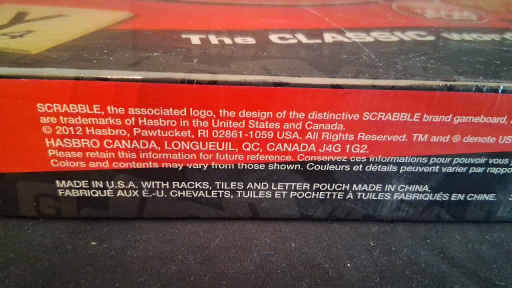 Y4
The CLASSIC wor
SCRABBLE, the associated logo, the design of the distinctive SCRABBLE brand gameboard,
are trademarks of Hasbro in the United States and Canada.
© 2012 Hasbro, Pawtucket, RI 02861-1059 USA. All Rights Reserved. TM and ® denote US
HASBRO CANADA, LONGUEUIL, QC, CANADA J4G 1G2.
Please retain this information for future reference. Conservez ces informations pour pouvoir vous
Colors and contents may vary from those shown. Couleurs et détails peuvent varier par rappo
MADE IN U.S.A. WITH RACKS, TILES AND LETTER POUCH MADE IN CHINA.
FABRIQUÉ AUX É.-U. CHEVALETS, TUILES ET POCHETTE À TUILES FABRIQUÉS EN CHINE.